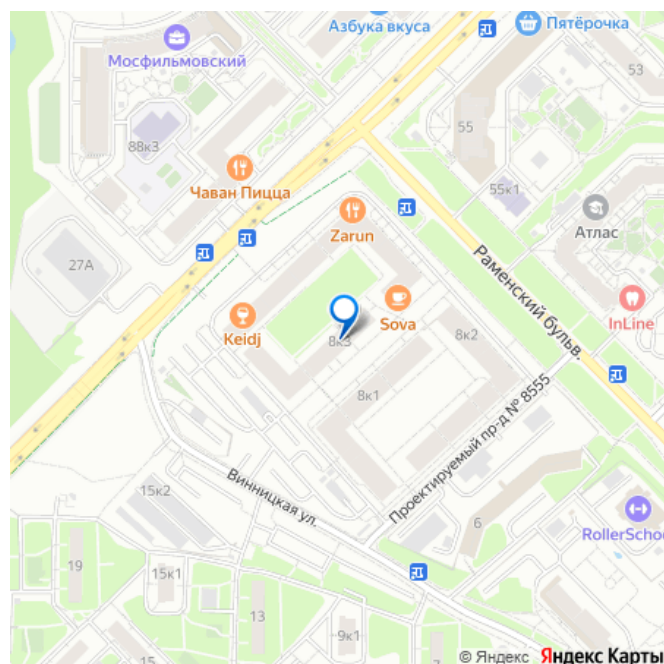 Азбука вкуса
Пятёрочка
Мосфильмовский
53
55
88к3
55к1
Чаван Пицца
Атлас
Zarun
27А
Раменский бульв.
InLine
Keidj
Sova
8к3
8к2
8к1
Проектируемый пр-д № 8555
15к2
Винницкая ул.
6
RollerSchoo
19
15к1
13
9к1
7
© Яндекс Яндекс Карты